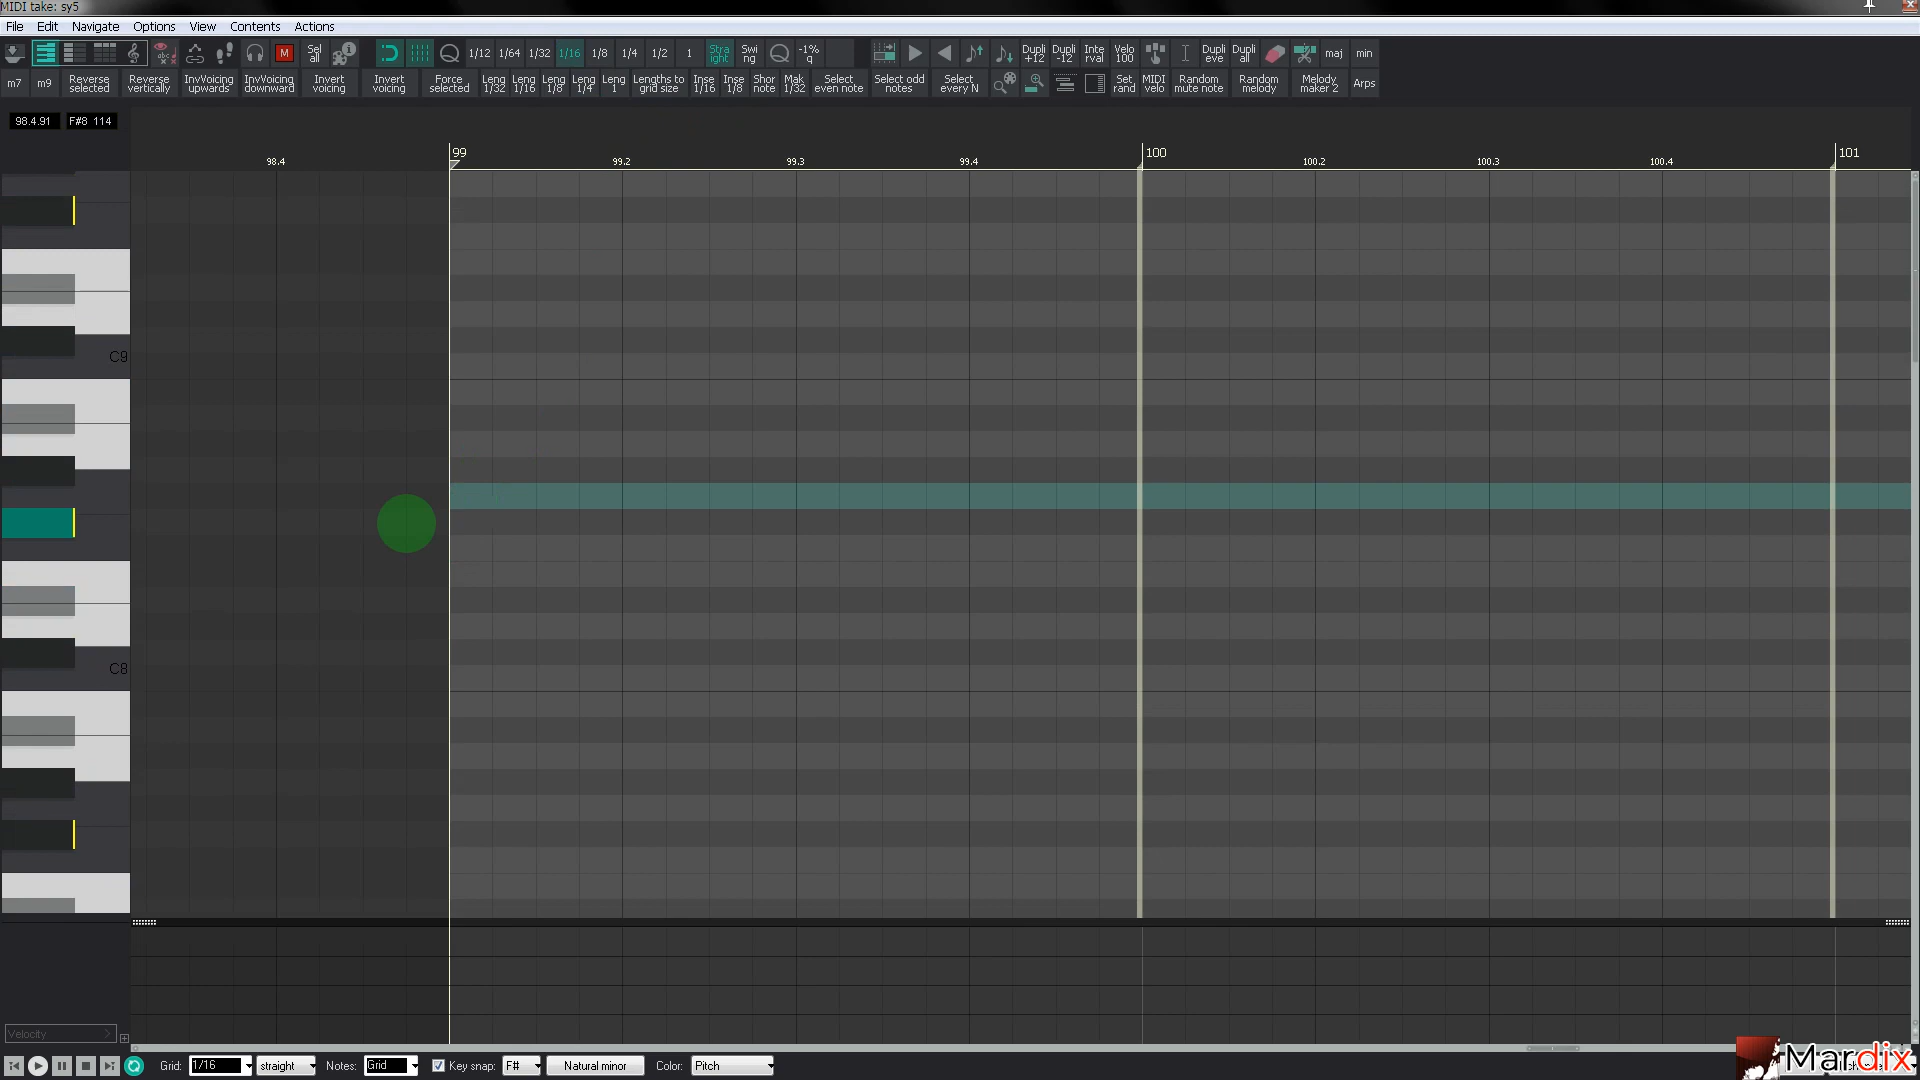 MIDI take: sy5
File Edit Navigate Options View Contents Actions
M Sel all 1/12 1/64 1/32 1/16 1/8 1/4 1/2 1 Stra ight Swi ng -1% q Dupli +12 Dupli -12 Inte rval Velo 100 Dupli eve Dupli all maj min
m7 m9 Reverse selected Reverse vertically InvVoicing upwards InvVoicing downward Invert voicing Invert voicing Force selected Leng 1/32 Leng 1/16 Leng 1/8 Leng 1/4 Leng 1 Lengths to grid size Inse 1/16 Inse 1/8 Shor note Mak 1/32 Select even note Select odd notes Select every N Set rand MIDI velo Random mute note Random melody Melody maker 2 Arps
98.4.91 F#8 114
99 100 101
98.4 99.2 99.3 99.4 100.2 100.3 100.4
C9
C8
Velocity
Grid: 1/16 straight Notes: Grid Key snap: F# Natural minor Color: Pitch
Mardix